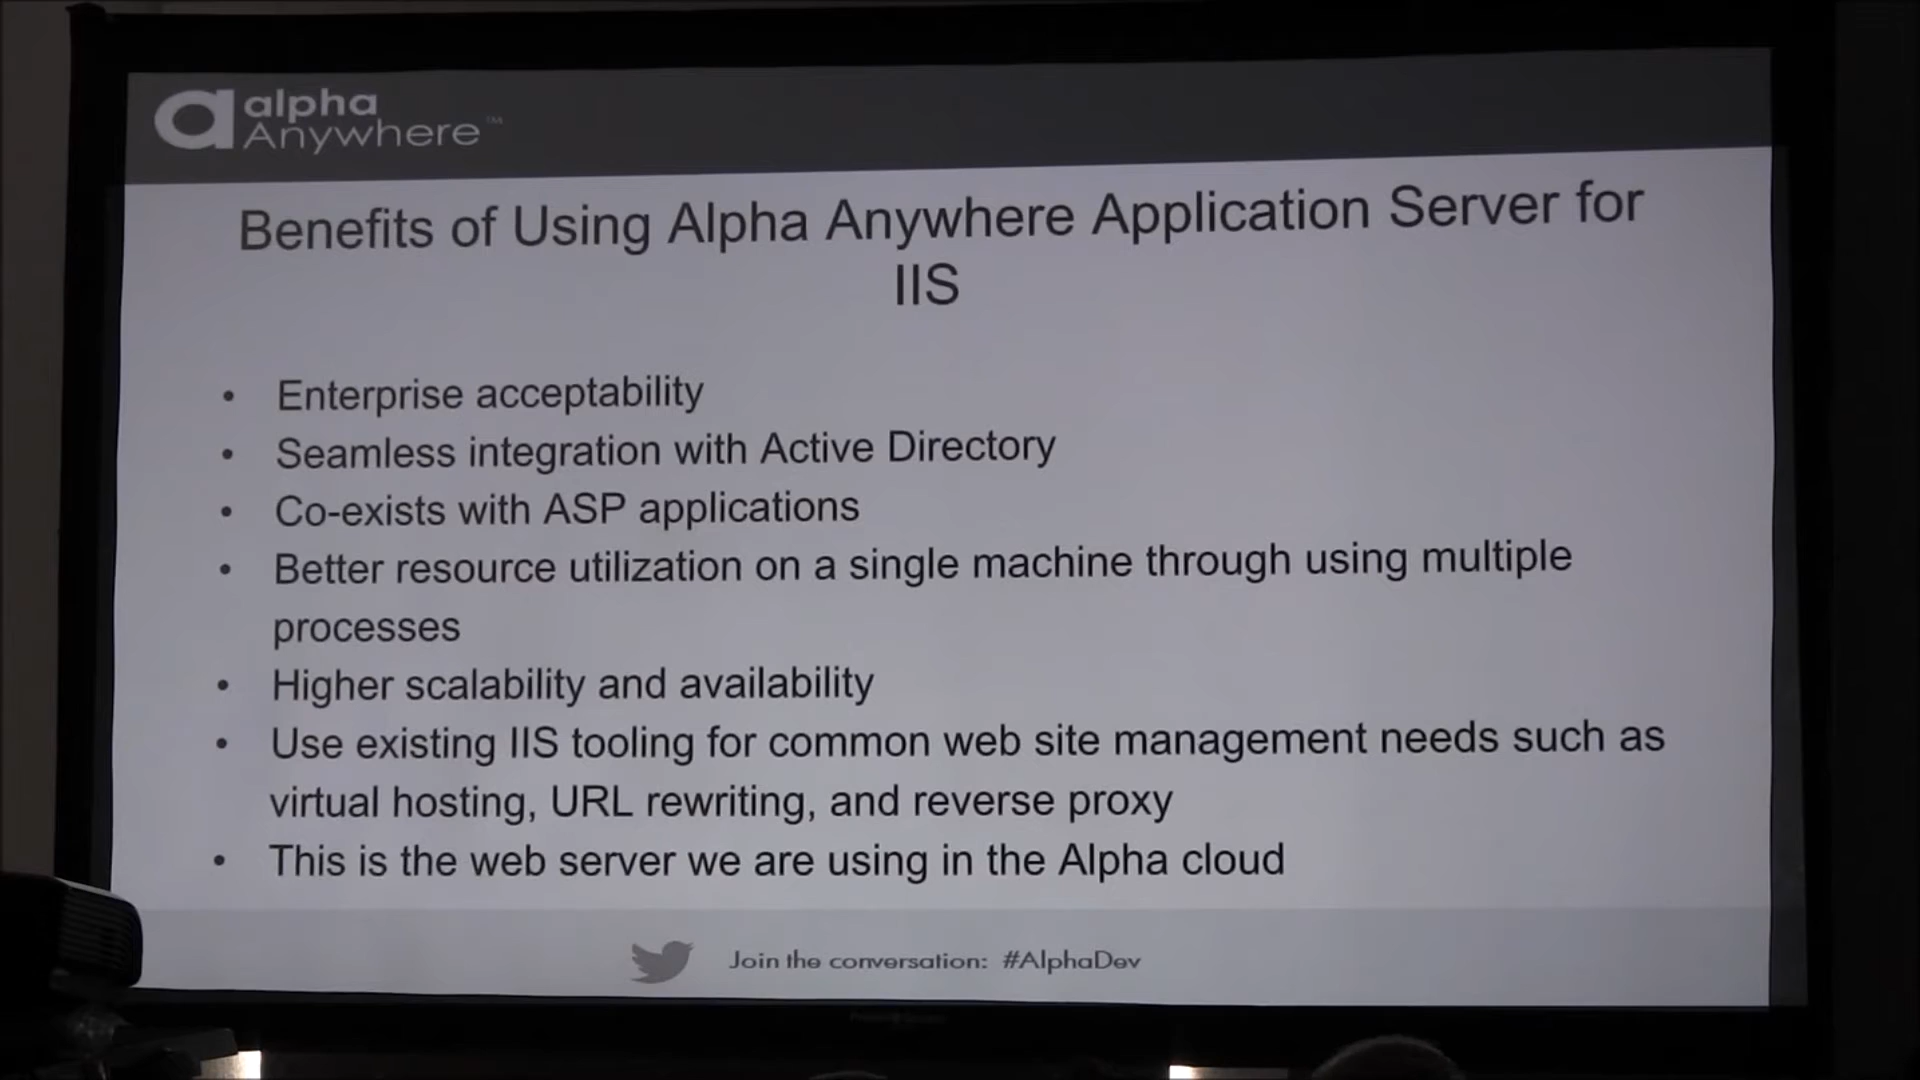 alpha
Anywhere™
Benefits of Using Alpha Anywhere Application Server for
IIS
• Enterprise acceptability
• Seamless integration with Active Directory
• Co-exists with ASP applications
• Better resource utilization on a single machine through using multiple
processes
• Higher scalability and availability
• Use existing IIS tooling for common web site management needs such as
virtual hosting, URL rewriting, and reverse proxy
• This is the web server we are using in the Alpha cloud
Join the conversation: #AlphaDev